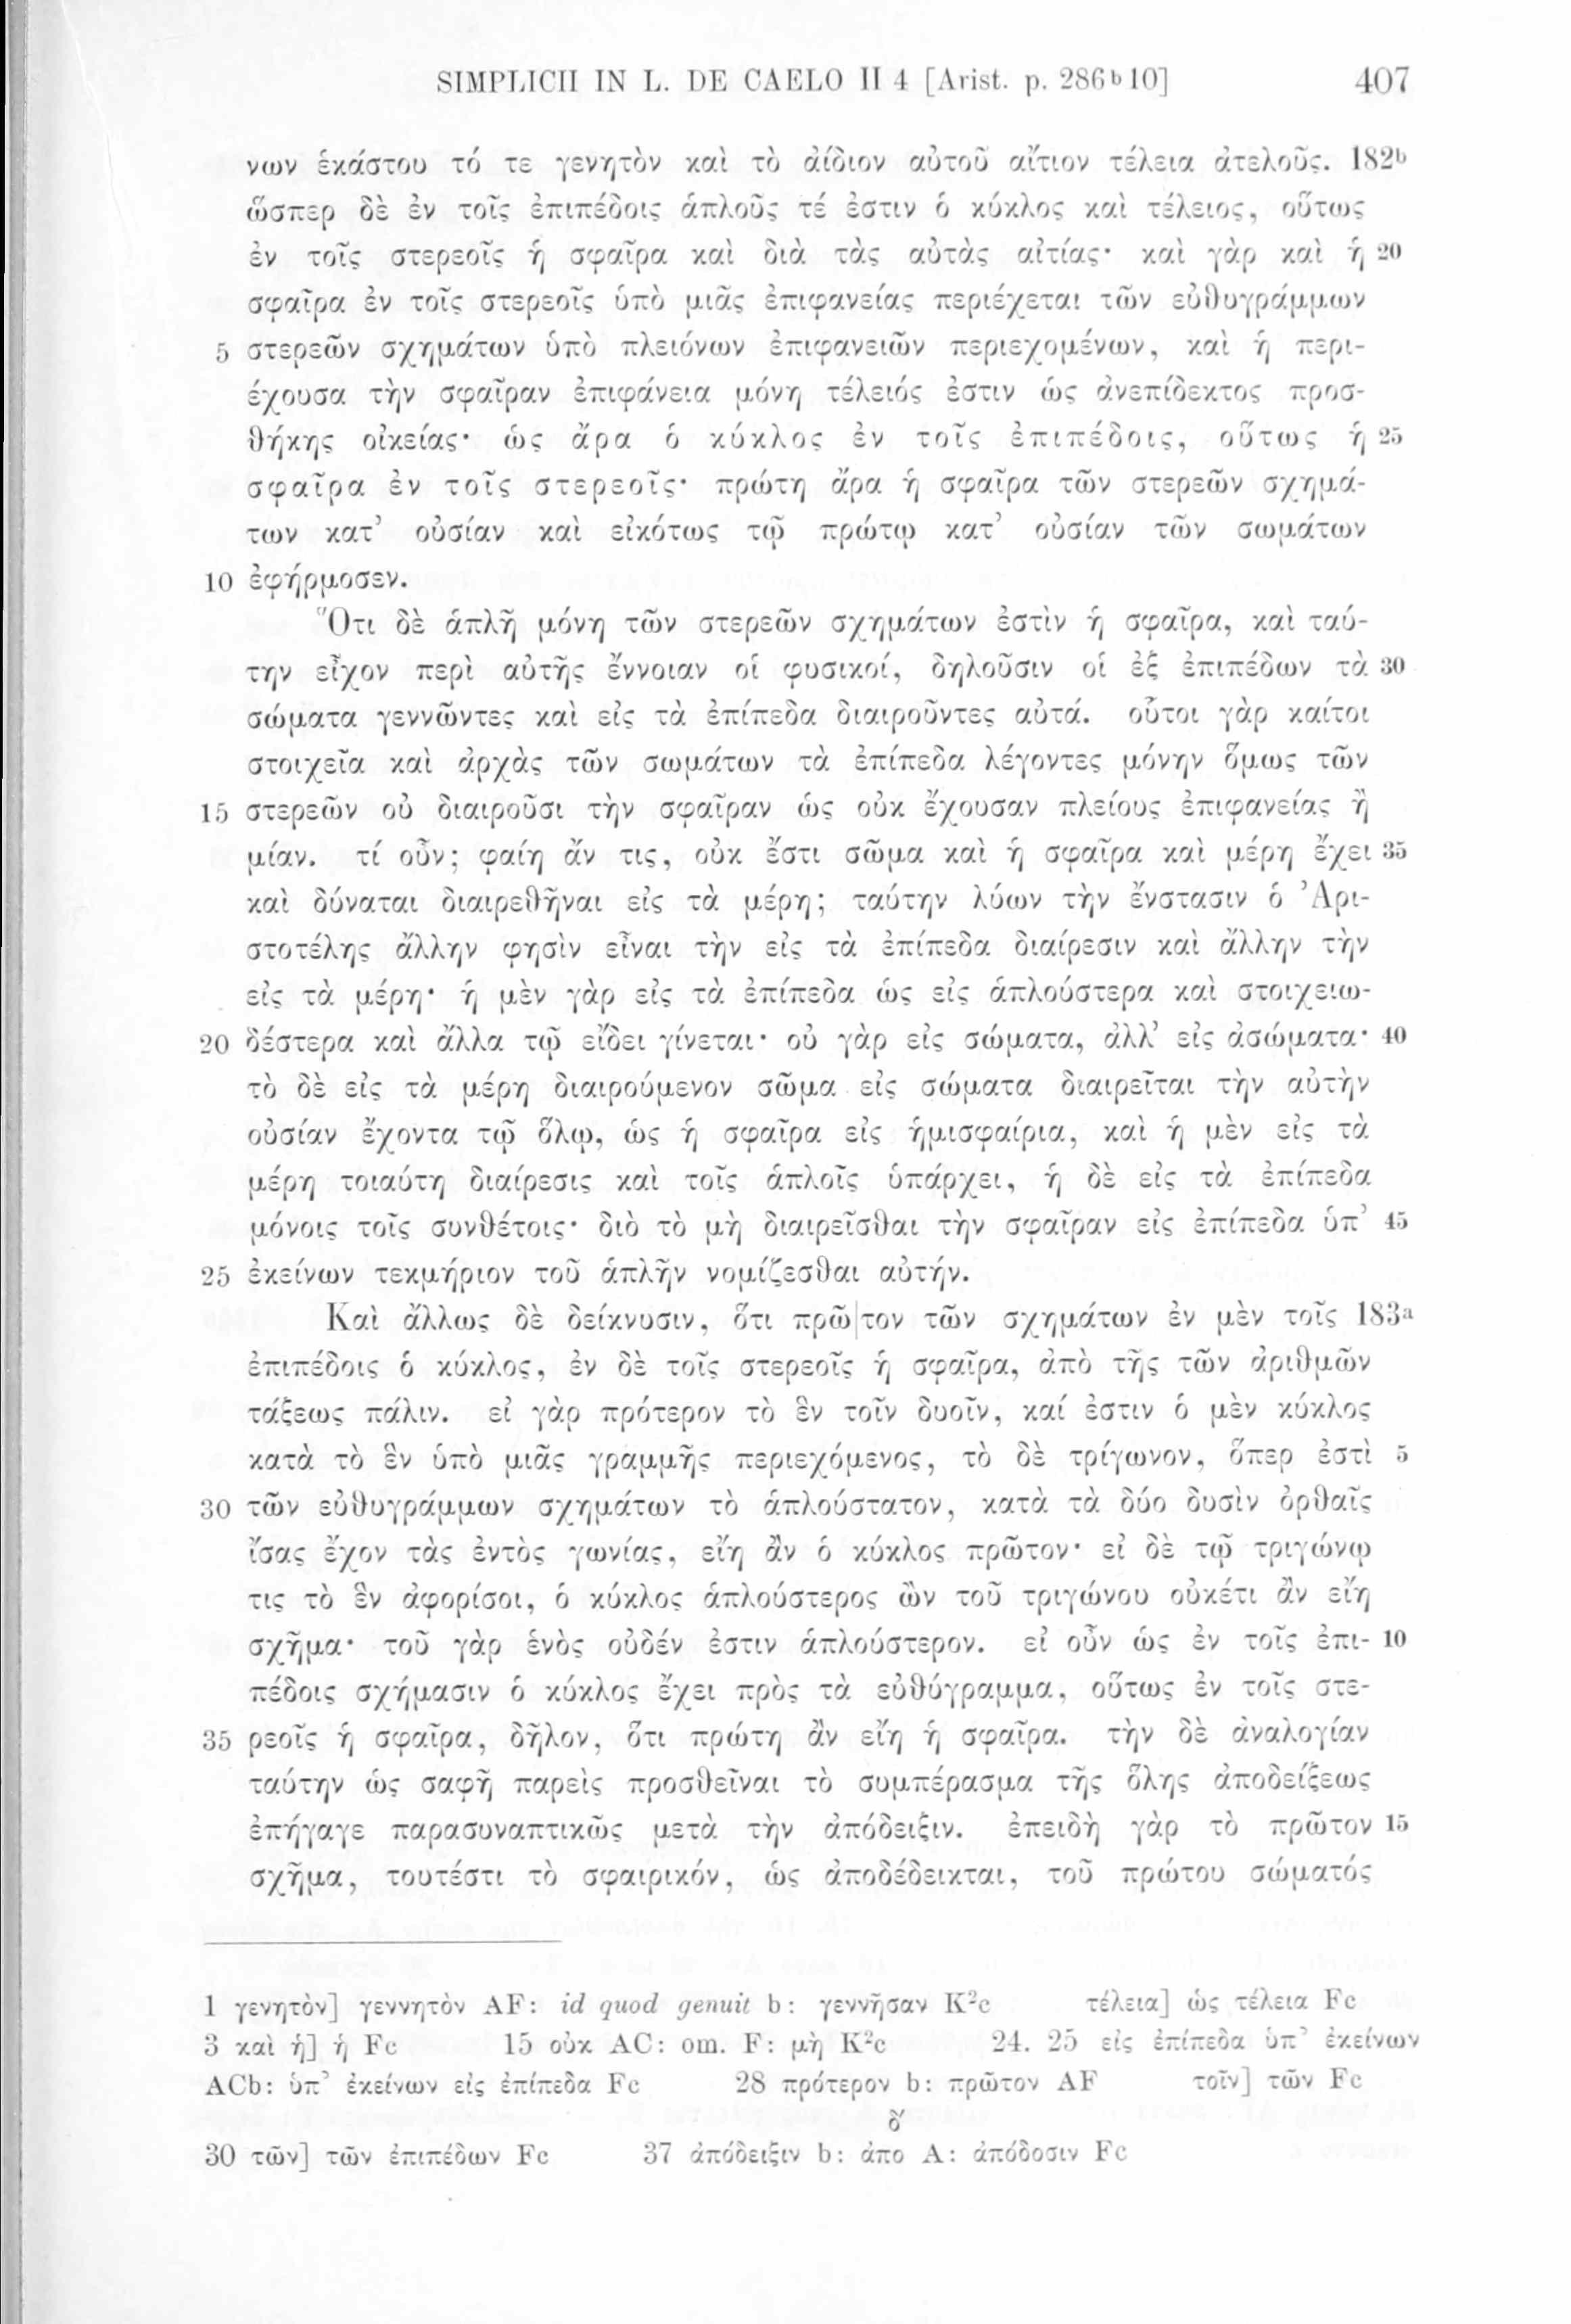 SIMPLICII IN L. DE CAELO II 4 [Arist. p. 286b10] 407
νων ἑκάστου τό τε γενητὸν καὶ τὸ ἀίδιον αὐτοῦ αἴτιον τέλεια ἀτελοῦς. 182b
ὥσπερ δὲ ἐν τοῖς ἐπιπέδοις ἁπλοῦς τέ ἐστιν ὁ κύκλος καὶ τέλειος, οὕτως
ἐν τοῖς στερεοῖς ἡ σφαῖρα καὶ διὰ τὰς αὐτὰς αἰτίας· καὶ γὰρ καὶ ἡ 20
σφαῖρα ἐν τοῖς στερεοῖς ὑπὸ μιᾶς ἐπιφανείας περιέχεται τῶν εὐθυγράμμων
5 στερεῶν σχημάτων ὑπὸ πλειόνων ἐπιφανειῶν περιεχομένων, καὶ ἡ περι-
έχουσα τὴν σφαῖραν ἐπιφάνεια μόνη τέλειός ἐστιν ὡς ἀνεπίδεκτος προσ-
θήκης οἰκείας· ὡς ἄρα ὁ κύκλος ἐν τοῖς ἐπιπέδοις, οὕτως ἡ 25
σφαῖρα ἐν τοῖς στερεοῖς· πρώτη ἄρα ἡ σφαῖρα τῶν στερεῶν σχημά-
των κατ’ οὐσίαν καὶ εἰκότως τῷ πρώτῳ κατ’ οὐσίαν τῶν σωμάτων
10 ἐφήρμοσεν.
Ὅτι δὲ ἁπλῆ μόνη τῶν στερεῶν σχημάτων ἐστὶν ἡ σφαῖρα, καὶ ταύ-
την εἶχον περὶ αὐτῆς ἔννοιαν οἱ φυσικοί, δηλοῦσιν οἱ ἐξ ἐπιπέδων τὰ 30
σώματα γεννῶντες καὶ εἰς τὰ ἐπίπεδα διαιροῦντες αὐτά. οὗτοι γὰρ καίτοι
στοιχεῖα καὶ ἀρχὰς τῶν σωμάτων τὰ ἐπίπεδα λέγοντες μόνην ὅμως τῶν
15 στερεῶν οὐ διαιροῦσι τὴν σφαῖραν ὡς οὐκ ἔχουσαν πλείους ἐπιφανείας ἢ
μίαν. τί οὖν; φαίη ἄν τις, οὐκ ἔστι σῶμα καὶ ἡ σφαῖρα καὶ μέρη ἔχει 35
καὶ δύναται διαιρεθῆναι εἰς τὰ μέρη; ταύτην λύων τὴν ἔνστασιν ὁ Ἀρι-
στοτέλης ἄλλην φησὶν εἶναι τὴν εἰς τὰ ἐπίπεδα διαίρεσιν καὶ ἄλλην τὴν
εἰς τὰ μέρη· ἡ μὲν γὰρ εἰς τὰ ἐπίπεδα ὡς εἰς ἁπλούστερα καὶ στοιχειω-
20 δέστερα καὶ ἄλλα τῷ εἴδει γίνεται· οὐ γὰρ εἰς σώματα, ἀλλ’ εἰς ἀσώματα· 40
τὸ δὲ εἰς τὰ μέρη διαιρούμενον σῶμα εἰς σώματα διαιρεῖται τὴν αὐτὴν
οὐσίαν ἔχοντα τῷ ὅλῳ, ὡς ἡ σφαῖρα εἰς ἡμισφαίρια, καὶ ἡ μὲν εἰς τὰ
μέρη τοιαύτη διαίρεσις καὶ τοῖς ἁπλοῖς ὑπάρχει, ἡ δὲ εἰς τὰ ἐπίπεδα
μόνοις τοῖς συνθέτοις· διὸ τὸ μὴ διαιρεῖσθαι τὴν σφαῖραν εἰς ἐπίπεδα ὑπ’ 45
25 ἐκείνων τεκμήριον τοῦ ἁπλῆν νομίζεσθαι αὐτήν.
Καὶ ἄλλως δὲ δείκνυσιν, ὅτι πρῶ|τον τῶν σχημάτων ἐν μὲν τοῖς 183a
ἐπιπέδοις ὁ κύκλος, ἐν δὲ τοῖς στερεοῖς ἡ σφαῖρα, ἀπὸ τῆς τῶν ἀριθμῶν
τάξεως πάλιν. εἰ γὰρ πρότερον τὸ ἓν τοῖν δυοῖν, καί ἐστιν ὁ μὲν κύκλος
κατὰ τὸ ἓν ὑπὸ μιᾶς γραμμῆς περιεχόμενος, τὸ δὲ τρίγωνον, ὅπερ ἐστὶ 5
30 τῶν εὐθυγράμμων σχημάτων τὸ ἁπλούστατον, κατὰ τὰ δύο δυσὶν ὀρθαῖς
ἴσας ἔχον τὰς ἐντὸς γωνίας, εἴη ἂν ὁ κύκλος πρῶτον· εἰ δὲ τῷ τριγώνῳ
τις τὸ ἓν ἀφορίσοι, ὁ κύκλος ἁπλούστερος ὢν τοῦ τριγώνου οὐκέτι ἂν εἴη
σχῆμα· τοῦ γὰρ ἑνὸς οὐδέν ἐστιν ἁπλούστερον. εἰ οὖν ὡς ἐν τοῖς ἐπι- 10
πέδοις σχήμασιν ὁ κύκλος ἔχει πρὸς τὰ εὐθύγραμμα, οὕτως ἐν τοῖς στε-
35 ρεοῖς ἡ σφαῖρα, δῆλον, ὅτι πρώτη ἂν εἴη ἡ σφαῖρα. τὴν δὲ ἀναλογίαν
ταύτην ὡς σαφῆ παρεὶς προσθεῖναι τὸ συμπέρασμα τῆς ὅλης ἀποδείξεως
ἐπήγαγε παρασυναπτικῶς μετὰ τὴν ἀπόδειξιν. ἐπειδὴ γὰρ τὸ πρῶτον 15
σχῆμα, τουτέστι τὸ σφαιρικόν, ὡς ἀποδέδεικται, τοῦ πρώτου σώματός
1 γενητὸν] γεννητὸν AF: id quod genuit b: γεννῆσαν K²c τέλεια] ὡς τέλεια Fc
3 καὶ ἡ] ἡ Fc 15 οὐκ AC: om. F: μὴ K²c 24. 25 εἰς ἐπίπεδα ὑπ’ ἐκείνων
ACb: ὑπ’ ἐκείνων εἰς ἐπίπεδα Fc 28 πρότερον b: πρῶτον AF τοῖν] τῶν Fc
δ´
30 τῶν] τῶν ἐπιπέδων Fc 37 ἀπόδειξιν b: ἀπο A: ἀπόδοσιν Fc